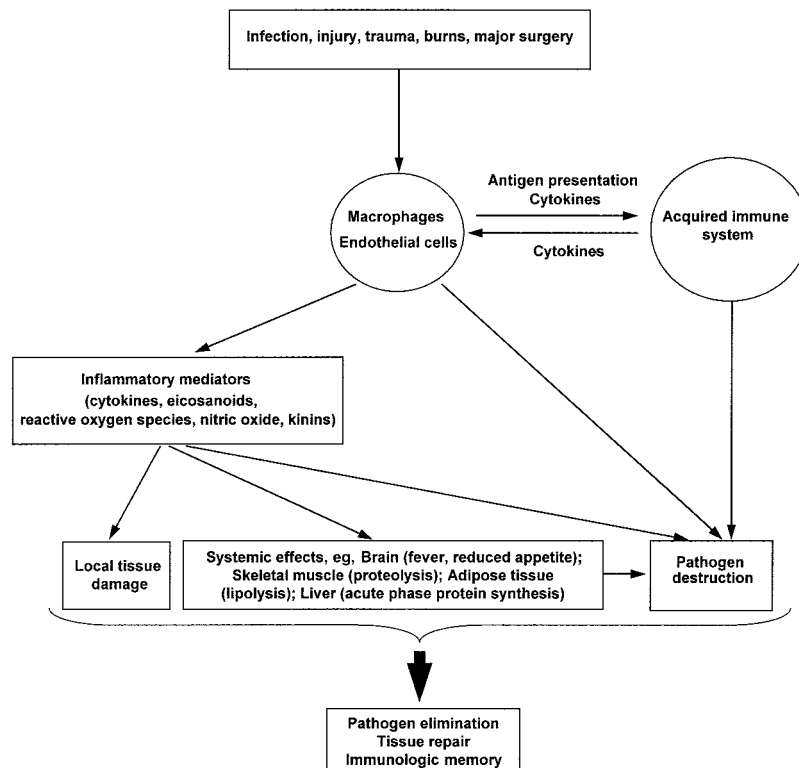 Infection, injury, trauma, burns, major surgery
Antigen presentation
Cytokines
Macrophages
Endothelial cells
Acquired immune
system
Cytokines
Inflammatory mediators
(cytokines, eicosanoids,
reactive oxygen species, nitric oxide, kinins)
Local tissue
damage
Systemic effects, eg, Brain (fever, reduced appetite);
Skeletal muscle (proteolysis); Adipose tissue
(lipolysis); Liver (acute phase protein synthesis)
Pathogen
destruction
Pathogen elimination
Tissue repair
Immunologic memory